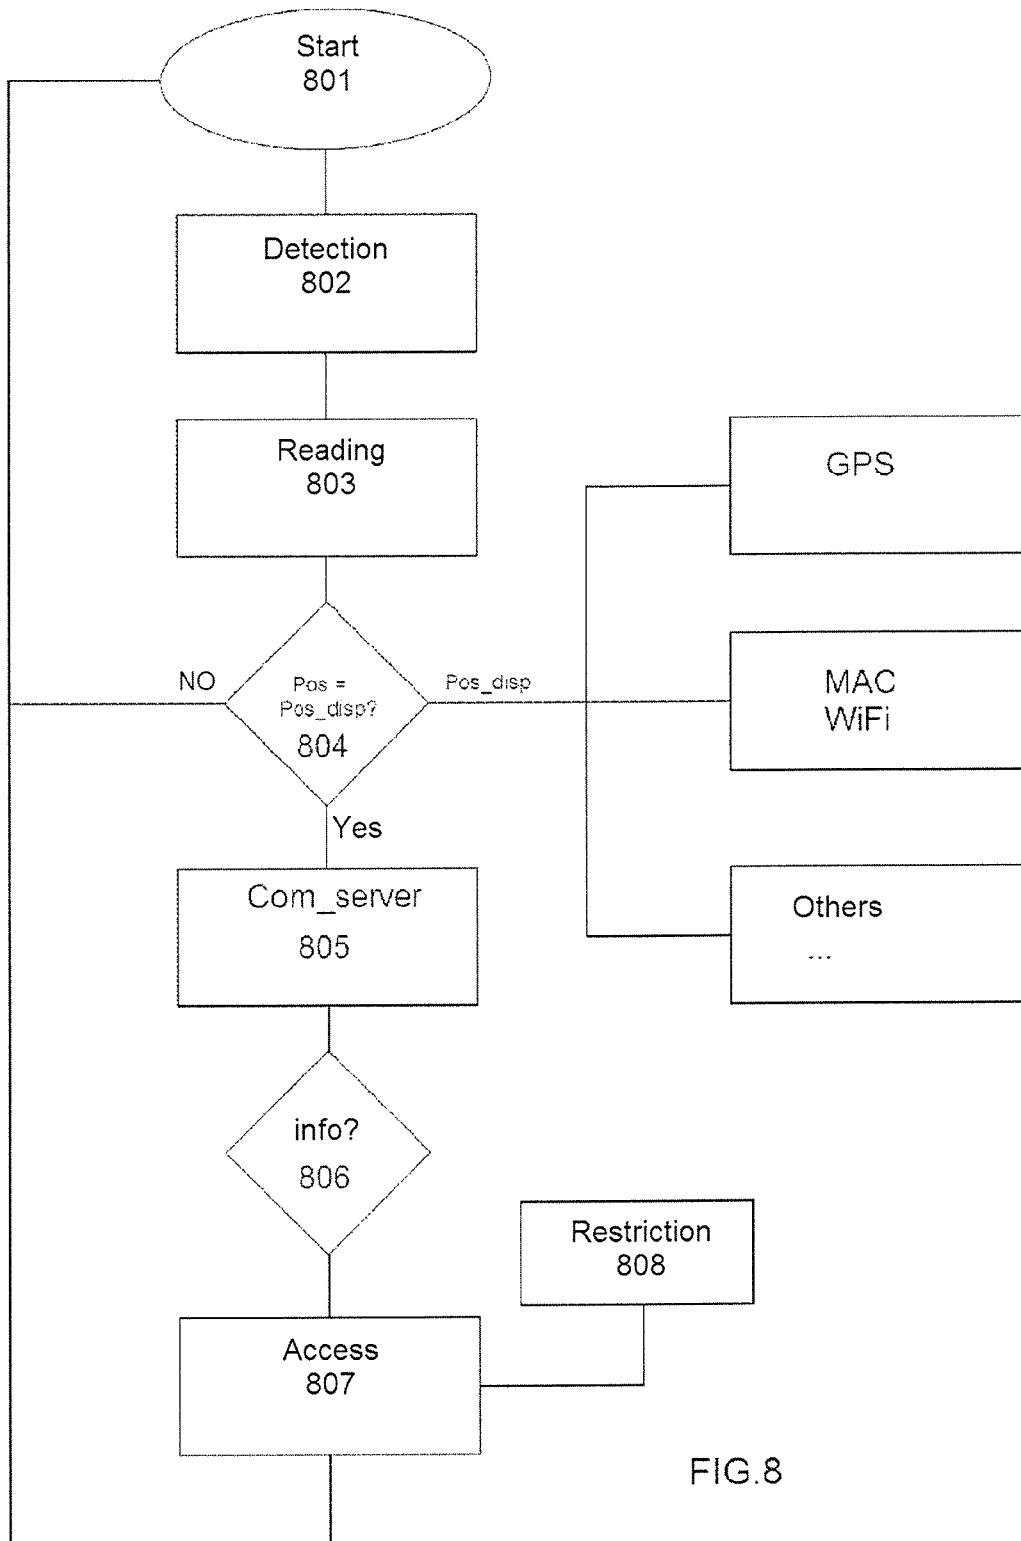 Start
801
Detection
802
Reading
803
GPS
NO
Pos =
Pos_disp?
804
Pos_disp
MAC
WiFi
Yes
Com_server
805
Others
...
info?
806
Restriction
808
Access
807
FIG.8